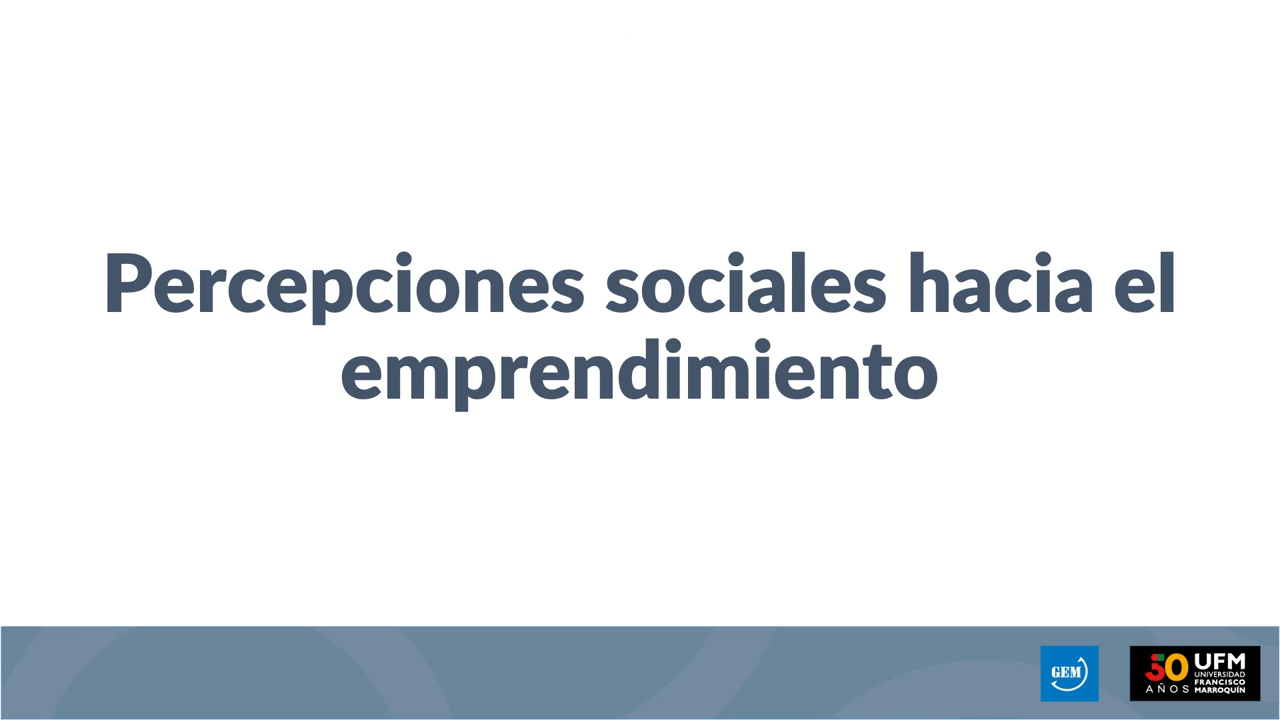 Percepciones sociales hacia el
emprendimiento
GEM
50 UFM
AÑOS UNIVERSIDAD
FRANCISCO
MARROQUÍN